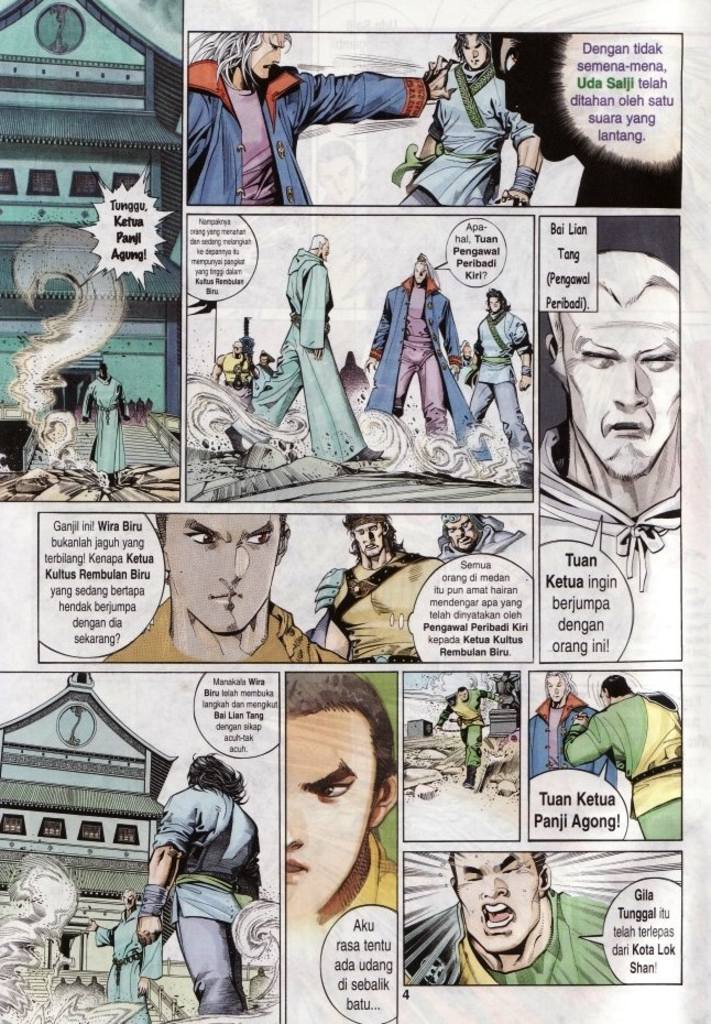 Dengan tidak
semena-mena,
Uda Saiji telah
ditahan oleh satu
suara yang
lantang.
Tunggu,
Ketua
Panji
Agung!
Nampaknya
orang yang menahan
dan sedang melangkah
ke depannya itu
mempunyai pangkat
yang tinggi dalam
Kultus Rembulan
Biru.
Apa-
hal, Tuan
Pengawal
Peribadi
Kiri?
Bai Lian
Tang
(Pengawal
Peribadi).
Tuan
Ketua ingin
berjumpa
dengan
orang ini!
Ganjil ini! Wira Biru
bukanlah jaguh yang
terbilang! Kenapa Ketua
Kultus Rembulan Biru
yang sedang bertapa
hendak berjumpa
dengan dia
sekarang?
Semua
orang di medan
itu pun amat hairan
mendengar apa yang
telah dinyatakan oleh
Pengawal Peribadi Kiri
kepada Ketua Kultus
Rembulan Biru.
Manakala Wira
Biru telah membuka
langkah dan mengikut
Bai Lian Tang
dengan sikap
acuh-tak
acuh.
Aku
rasa tentu
ada udang
di sebalik
batu...
Tuan Ketua
Panji Agong!
Gila
Tunggal itu
telah terlepas
dari Kota Lok
Shan!
4